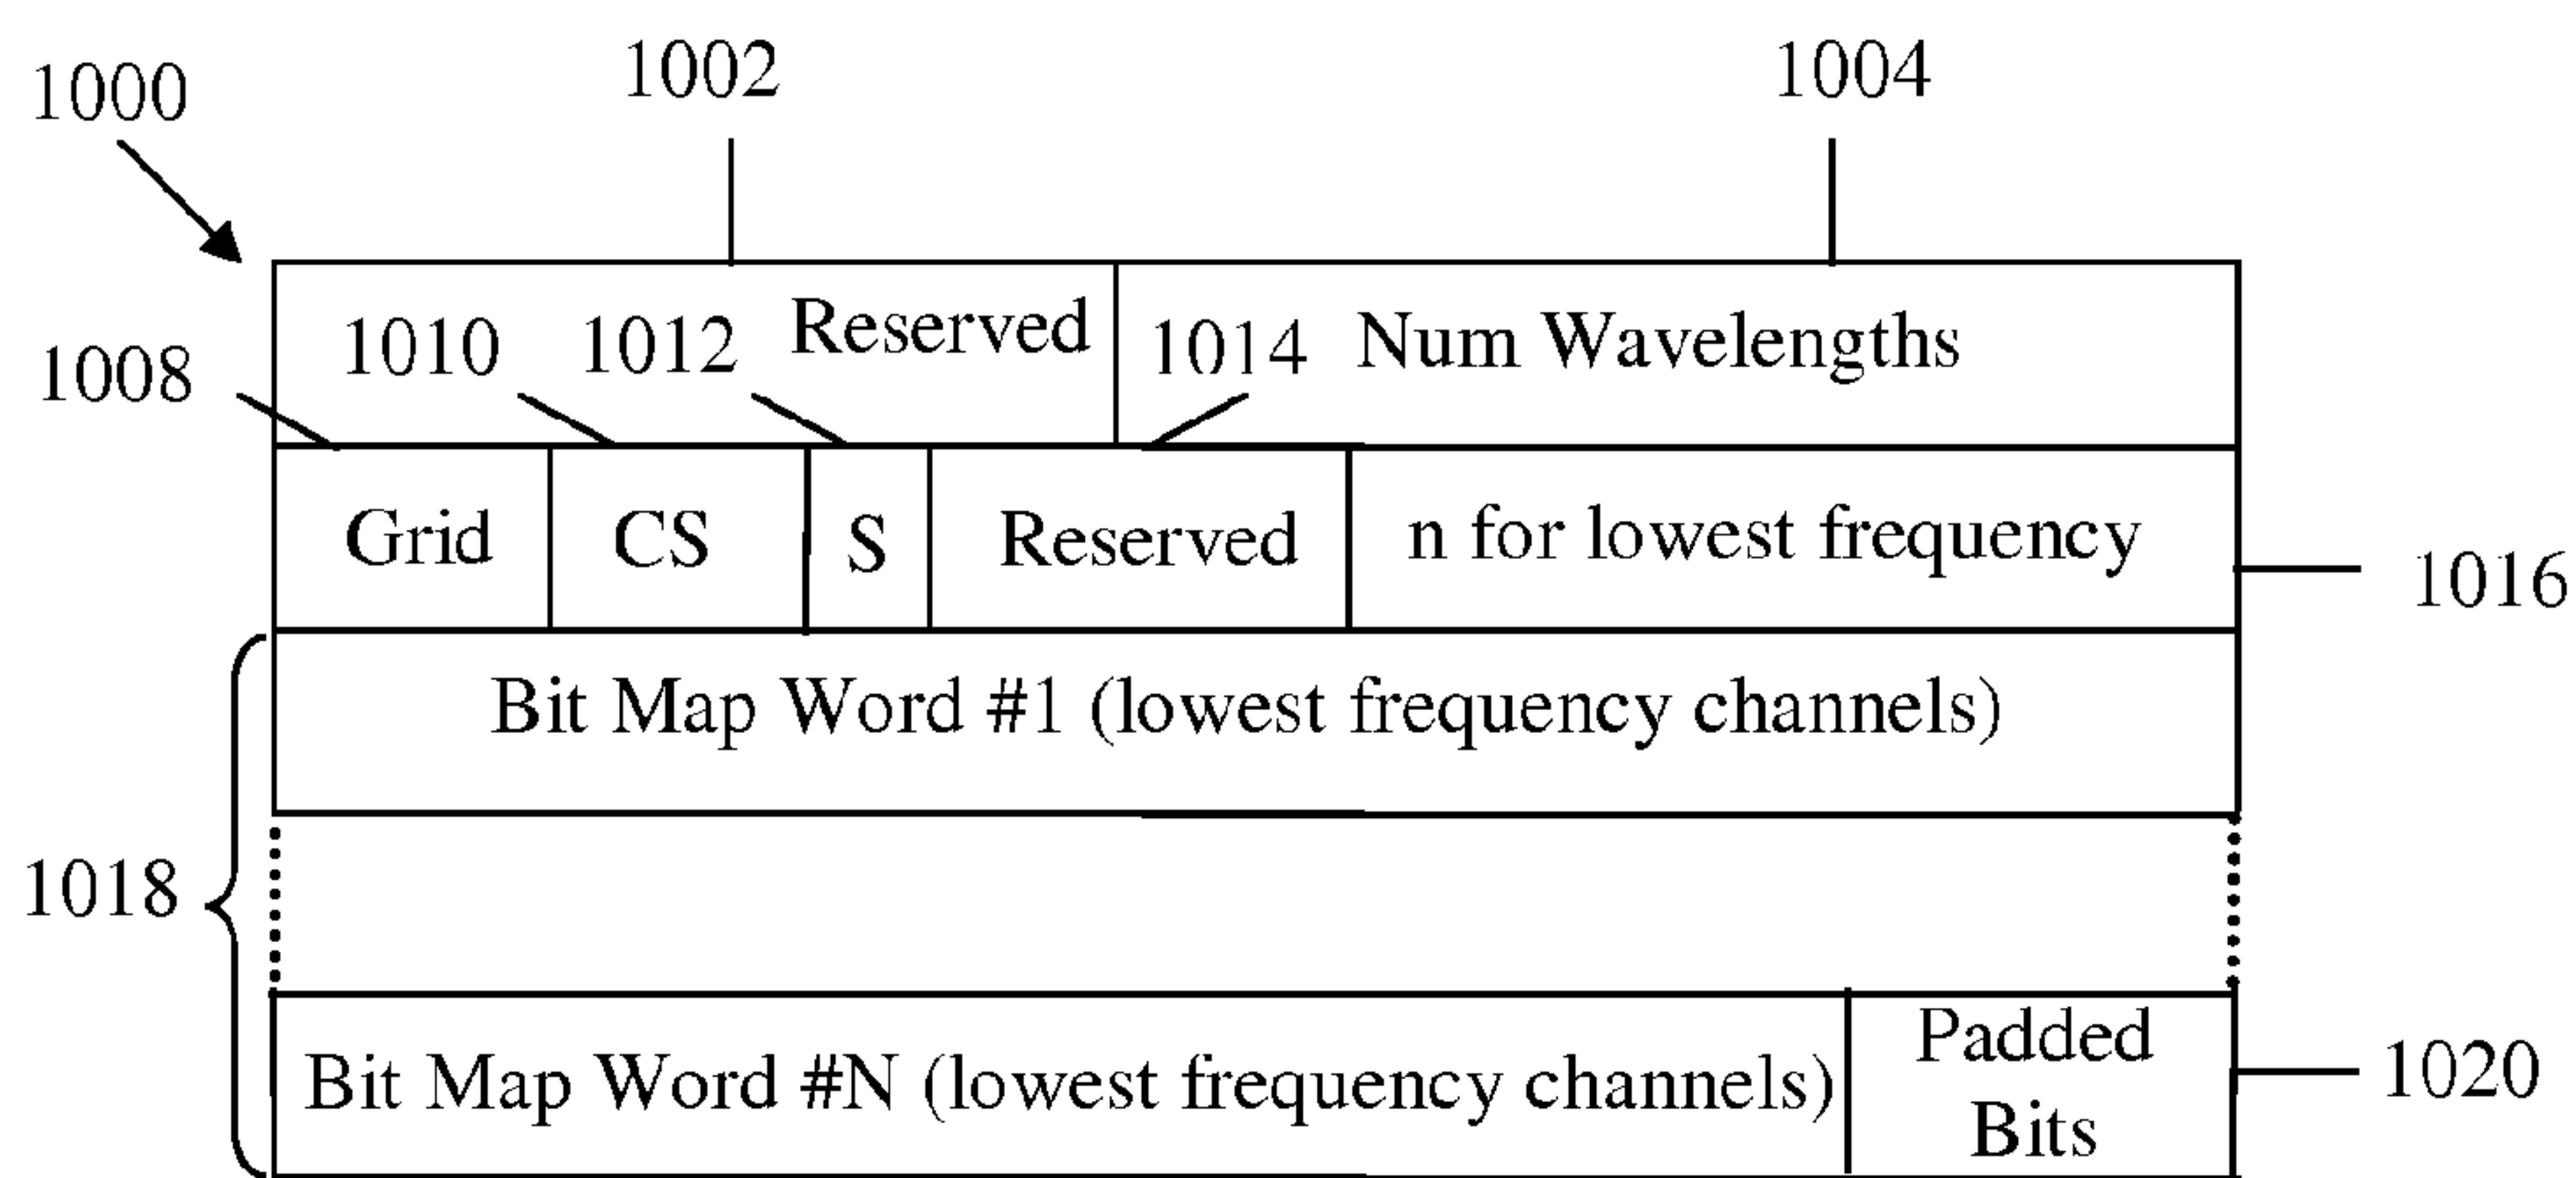 1000
1002
1004
1008
1010
1012
Reserved
1014
Num Wavelengths
Grid
CS
S
Reserved
n for lowest frequency
1016
Bit Map Word #1 (lowest frequency channels)
1018
Bit Map Word #N (lowest frequency channels)
Padded
Bits
1020